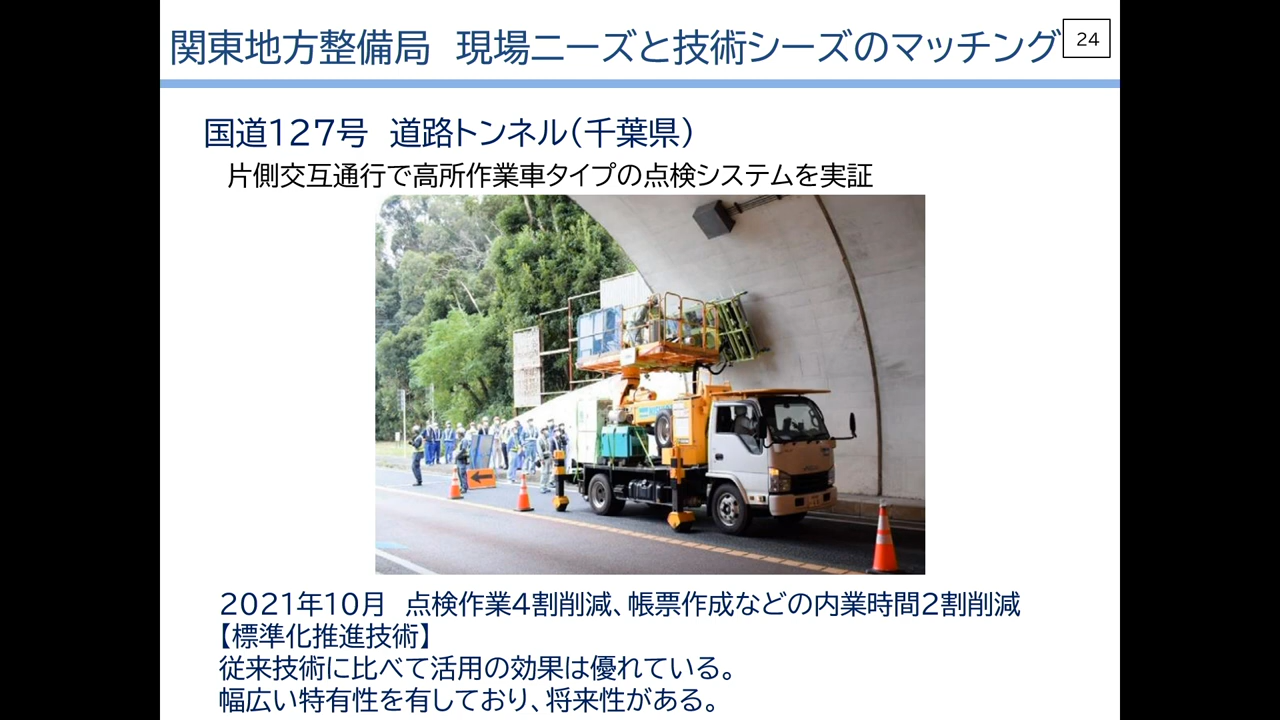 関東地方整備局　現場ニーズと技術シーズのマッチング
24
国道127号　道路トンネル(千葉県)
片側交互通行で高所作業車タイプの点検システムを実証
2021年10月　点検作業4割削減、帳票作成などの内業時間2割削減
【標準化推進技術】
従来技術に比べて活用の効果は優れている。
幅広い特有性を有しており、将来性がある。